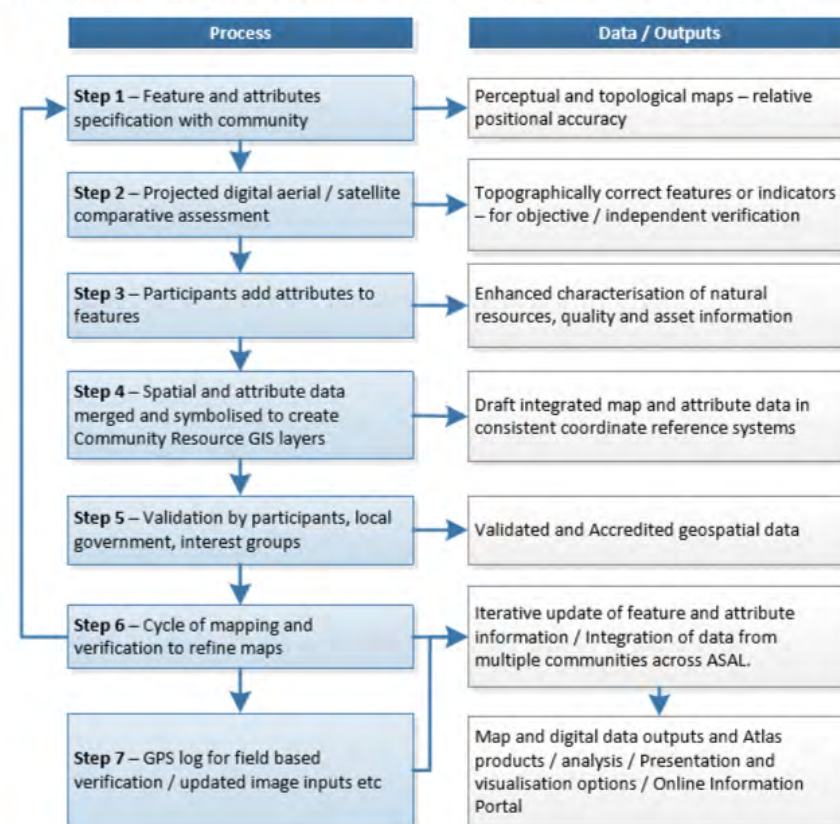 Process
Data / Outputs
Step 1 – Feature and attributes
specification with community
Perceptual and topological maps – relative
positional accuracy
Step 2 – Projected digital aerial / satellite
comparative assessment
Topographically correct features or indicators
– for objective / independent verification
Step 3 – Participants add attributes to
features
Enhanced characterisation of natural
resources, quality and asset information
Step 4 – Spatial and attribute data
merged and symbolised to create
Community Resource GIS layers
Draft integrated map and attribute data in
consistent coordinate reference systems
Step 5 – Validation by participants, local
government, interest groups
Validated and Accredited geospatial data
Step 6 – Cycle of mapping and
verification to refine maps
Iterative update of feature and attribute
information / Integration of data from
multiple communities across ASAL.
Step 7 – GPS log for field based
verification / updated image inputs etc
Map and digital data outputs and Atlas
products / analysis / Presentation and
visualisation options / Online Information
Portal